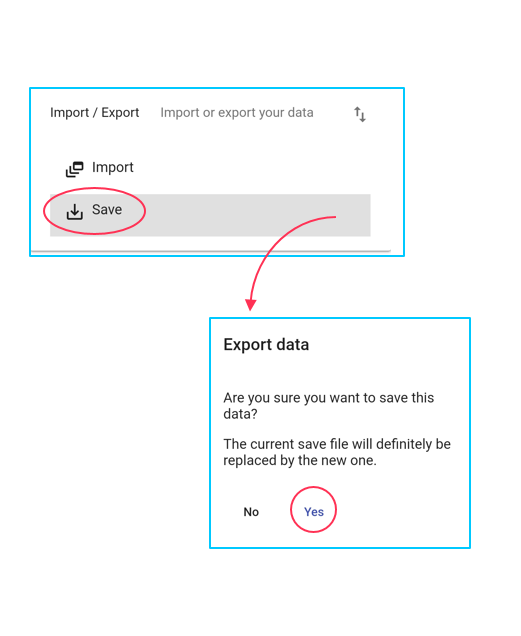 Import / Export Import or export your data
Import
Save
Export data
Are you sure you want to save this
data?
The current save file will definitely be
replaced by the new one.
No Yes